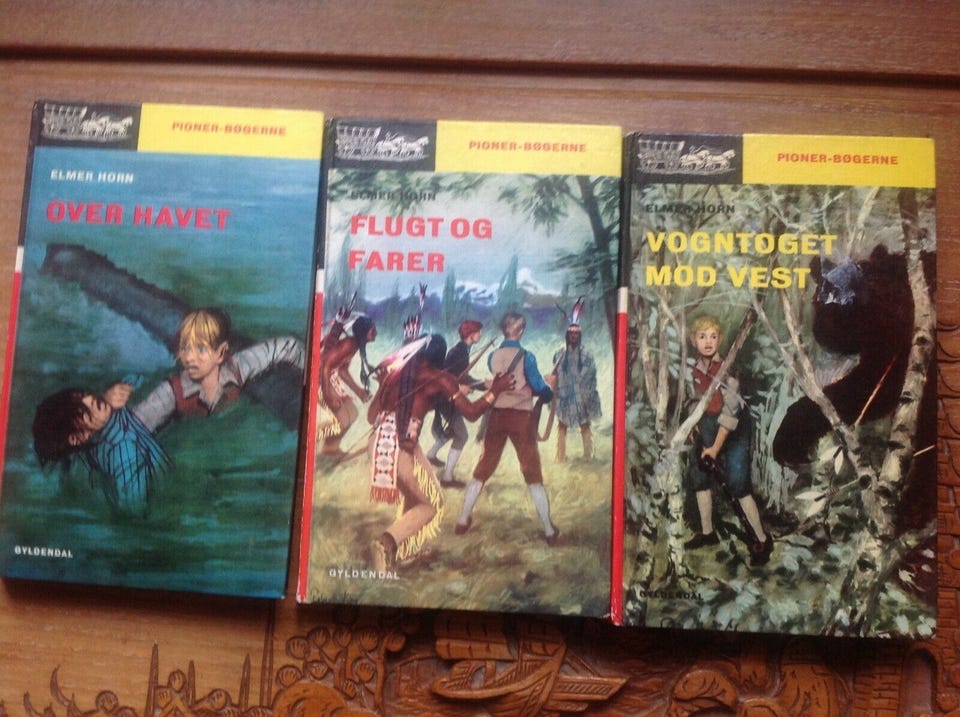 PIONER-BØGERNE
ELMER HORN
OVER HAVET
GYLDENDAL
PIONER-BØGERNE
ELMER HORN
FLUGT OG
FARER
GYLDENDAL
PIONER-BØGERNE
ELMER HORN
VOGNTOGET
MOD VEST
GYLDENDAL